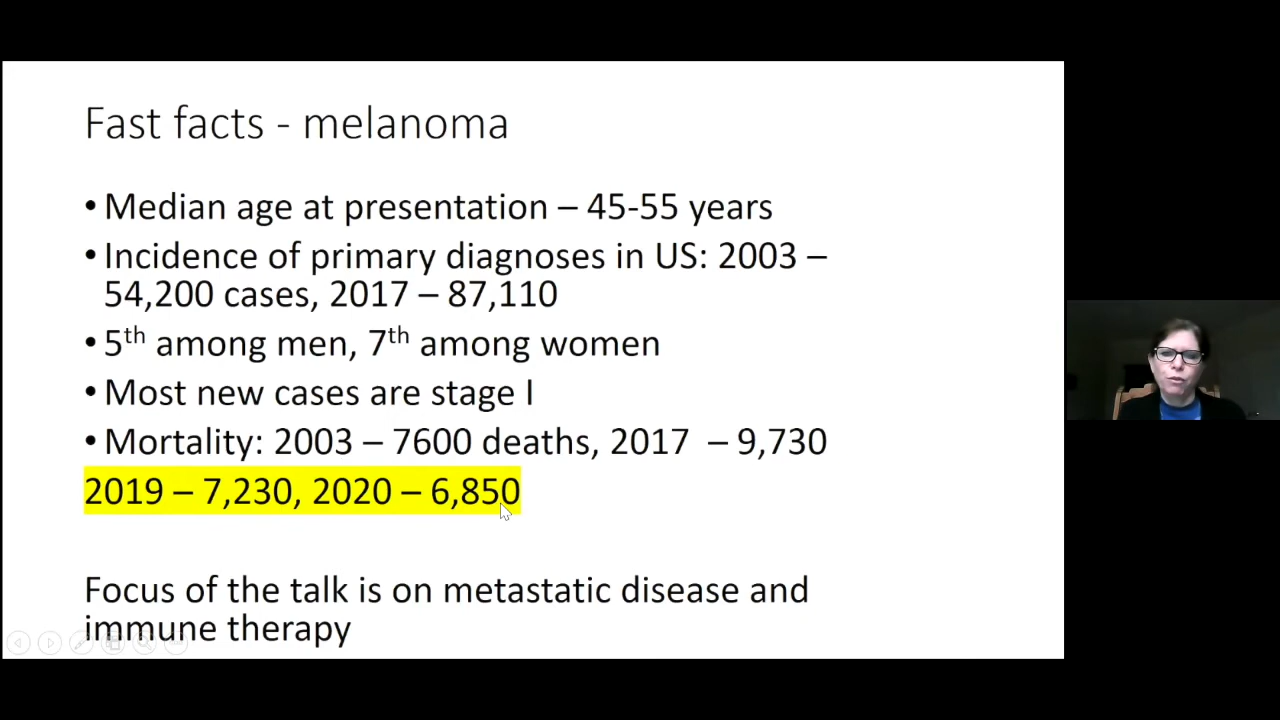 Fast facts - melanoma
• Median age at presentation – 45-55 years
• Incidence of primary diagnoses in US: 2003 –
54,200 cases, 2017 – 87,110
• 5th among men, 7th among women
• Most new cases are stage I
• Mortality: 2003 – 7600 deaths, 2017 – 9,730
2019 – 7,230, 2020 – 6,850
Focus of the talk is on metastatic disease and
immune therapy